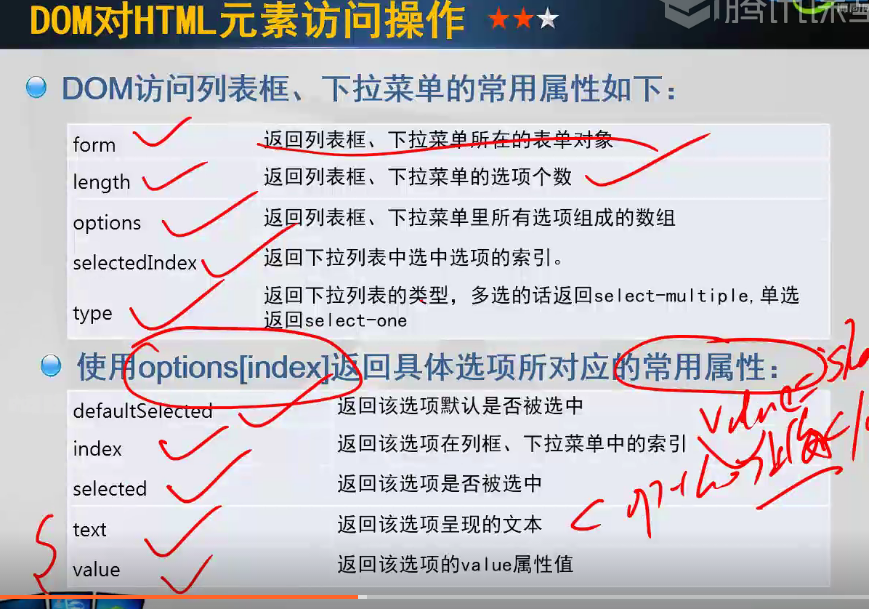 DOM对HTML元素访问操作
腾讯课堂
DOM访问列表框、下拉菜单的常用属性如下：
form 返回列表框、下拉菜单所在的表单对象
length 返回列表框、下拉菜单的选项个数
options 返回列表框、下拉菜单里所有选项组成的数组
selectedIndex 返回下拉列表中选中选项的索引。
type 返回下拉列表的类型，多选的话返回select-multiple,单选
返回select-one
使用options[index]返回具体选项所对应的常用属性：
defaultSelected 返回该选项默认是否被选中
index 返回该选项在列框、下拉菜单中的索引
selected 返回该选项是否被选中
text 返回该选项呈现的文本
value 返回该选项的value属性值